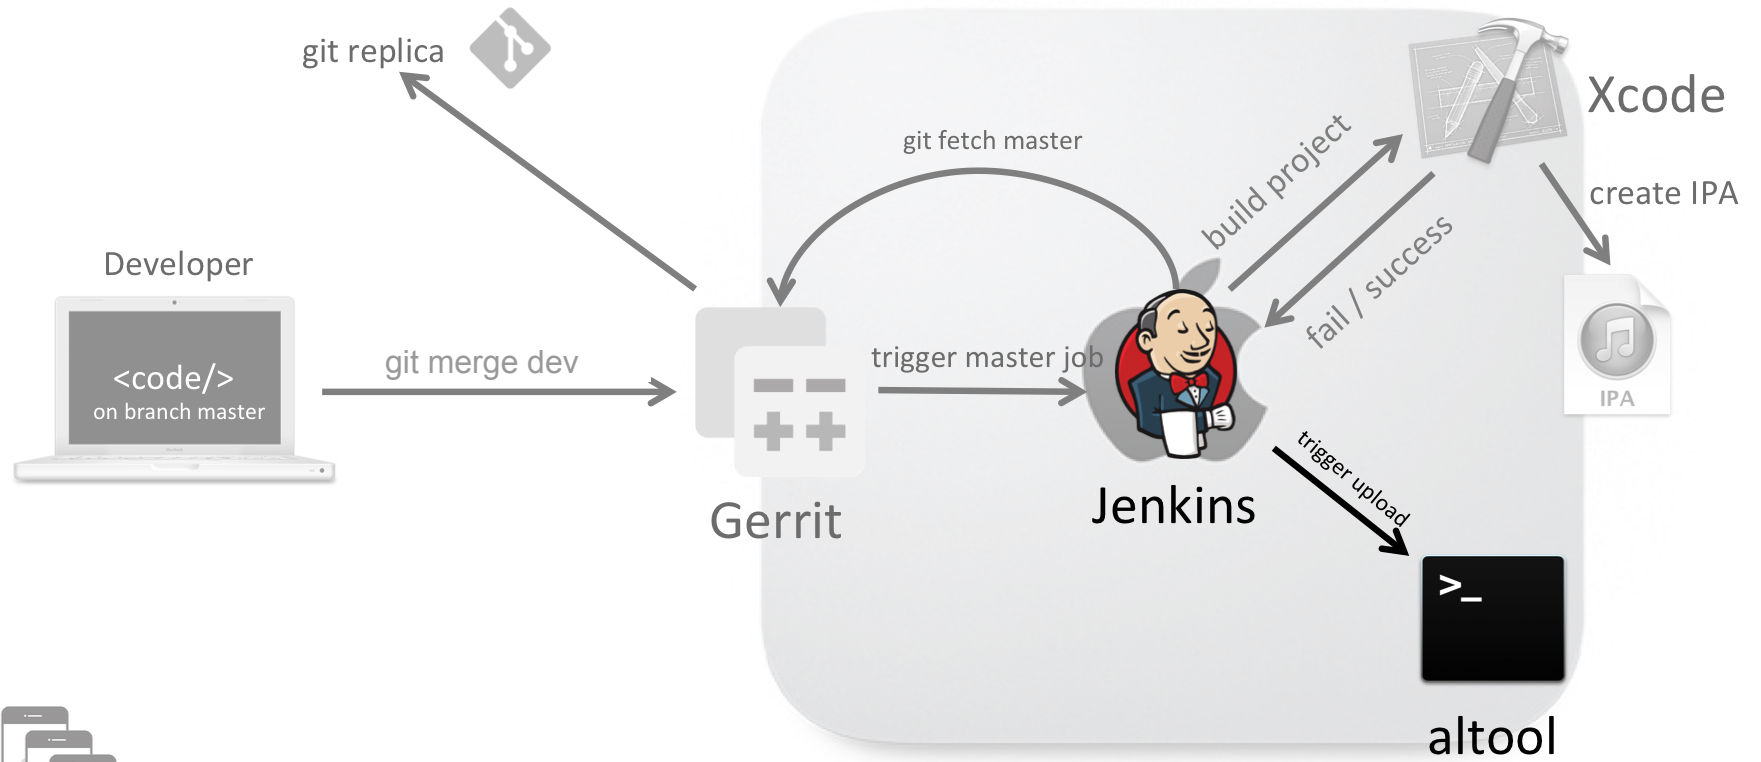 git replica
Xcode
git fetch master
build project
create IPA
fail / success
Developer
<code/>
on branch master
git merge dev
trigger master job
IPA
trigger upload
Jenkins
Gerrit
>_
altool